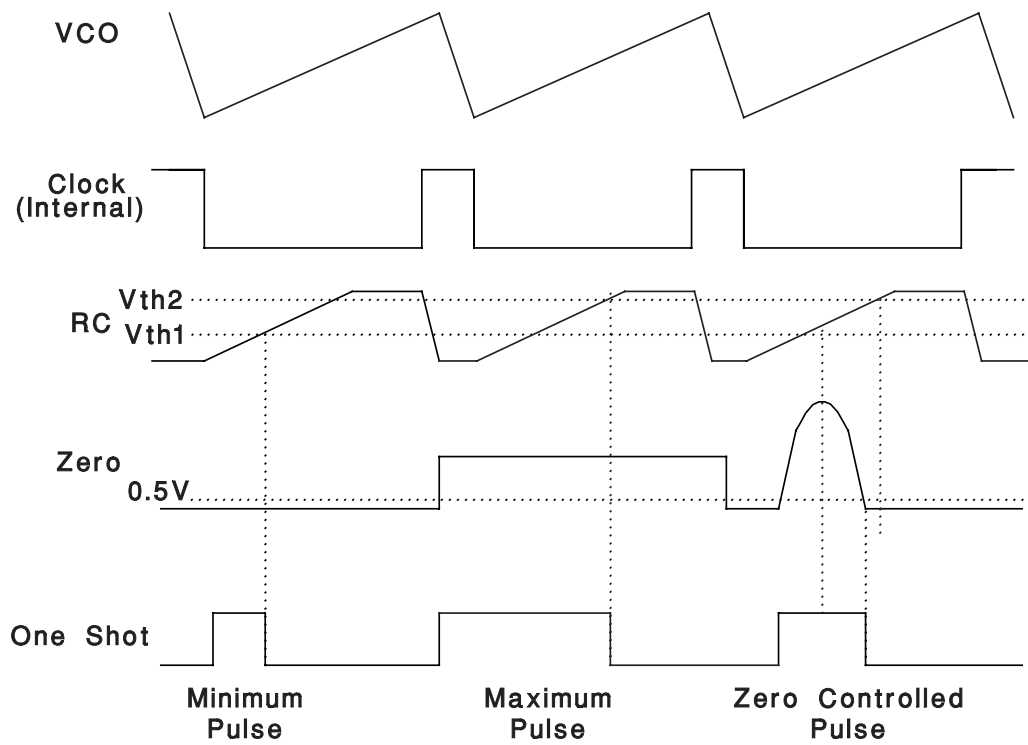 VCO
Clock
(Internal)
Vth2
RC
Vth1
Zero
0.5V
One Shot
Minimum
Pulse
Maximum
Pulse
Zero Controlled
Pulse